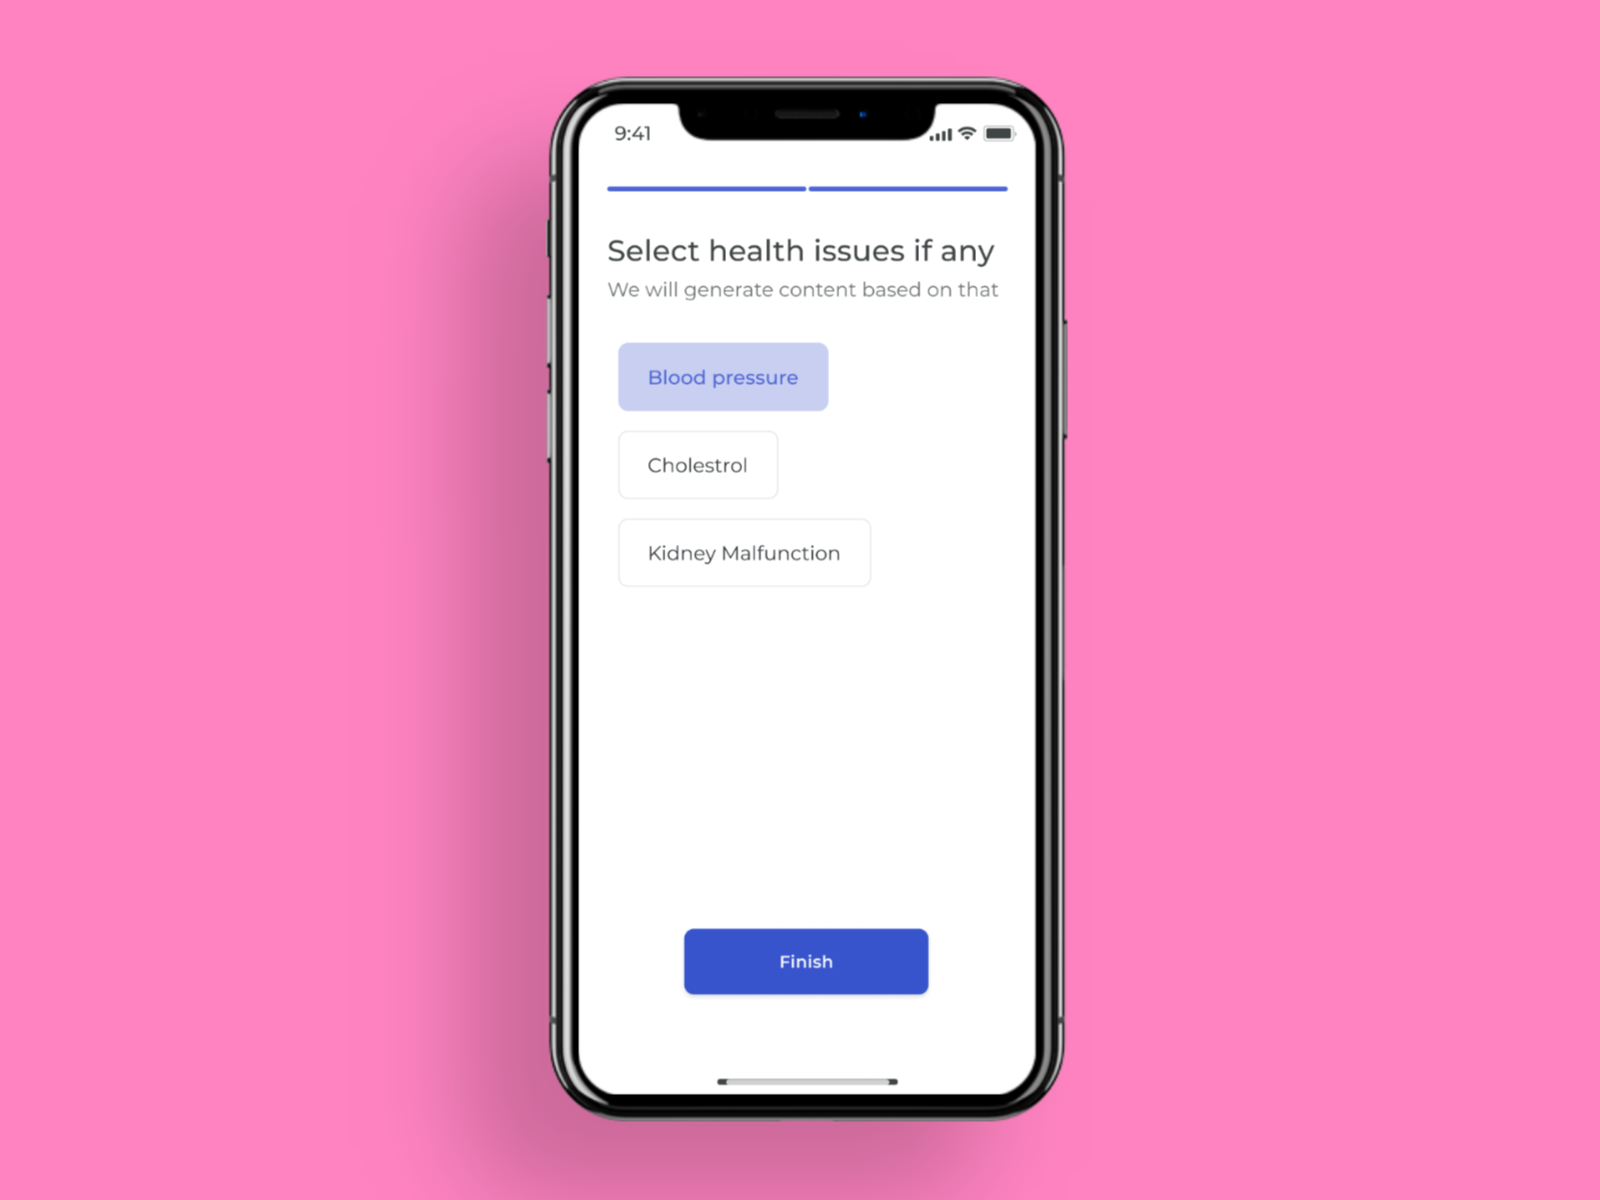 9:41
Select health issues if any
We will generate content based on that
Blood pressure
Cholestrol
Kidney Malfunction
Finish